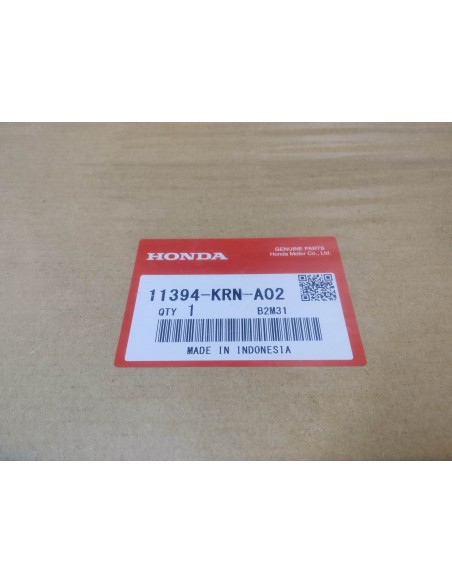 HONDA
GENUINE PARTS
Honda Motor Co., Ltd.
11394-KRN-A02
QTY 1 B2M31
MADE IN INDONESIA